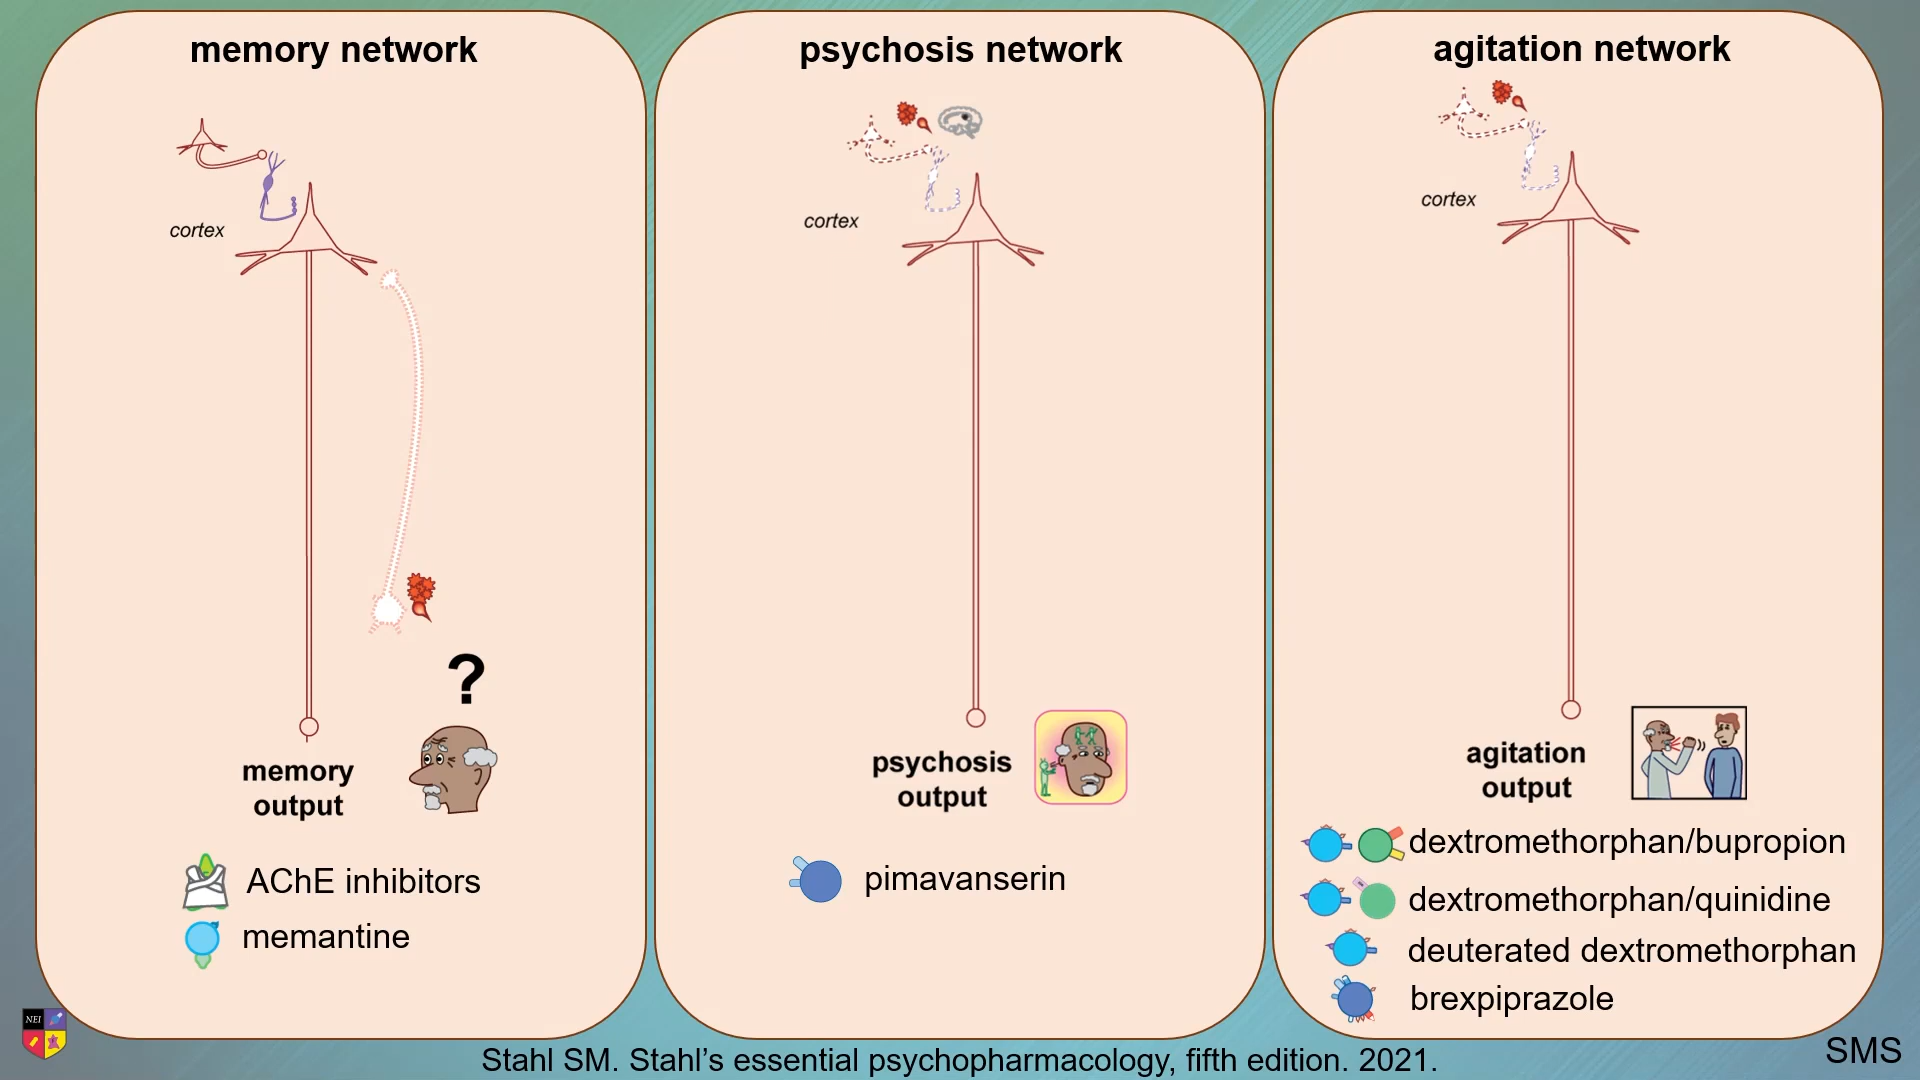 memory network
cortex
?
memory
output
AChE inhibitors
memantine
psychosis network
cortex
psychosis
output
pimavanserin
agitation network
cortex
agitation
output
dextromethorphan/bupropion
dextromethorphan/quinidine
deuterated dextromethorphan
brexpiprazole
NEI
Stahl SM. Stahl’s essential psychopharmacology, fifth edition. 2021.
SMS